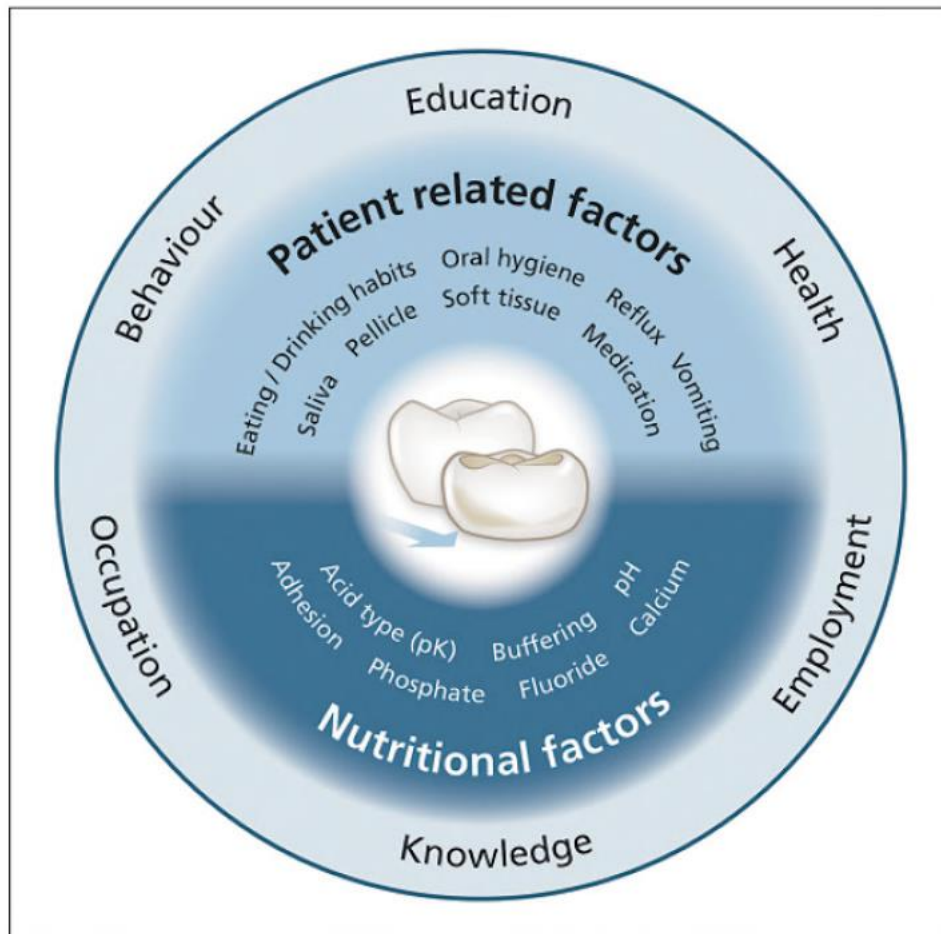 Education
Behaviour
Health
Patient related factors
Eating / Drinking habits
Oral hygiene
Reflux
Vomiting
Saliva
Pellicle
Soft tissue
Medication
Occupation
Employment
Adhesion
Acid type (pK)
Phosphate
Buffering
Fluoride
pH
Calcium
Nutritional factors
Knowledge